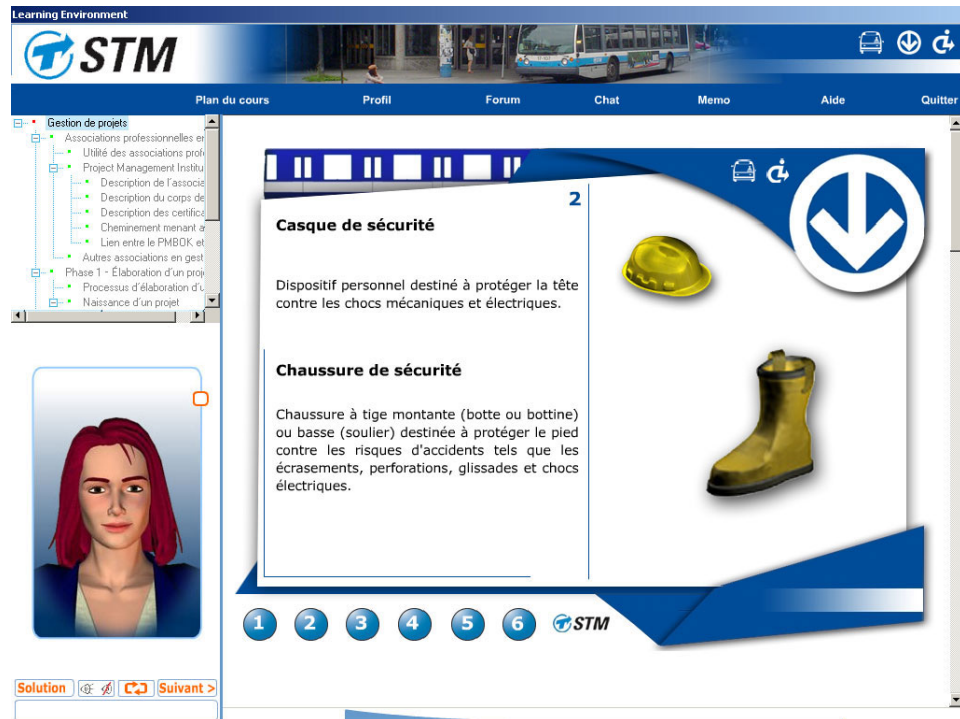 Learning Environment
STM
Plan du cours Profil Forum Chat Memo Aide Quitter
Gestion de projets
Associations professionnelles er
Utilité des associations prof
Project Management Institu
Description de l'associa
Description du corps de
Description des certifica
Cheminement menant a
Lien entre le PMBOK et
Autres associations en gest
Phase 1 - Élaboration d'un proj
Processus d'élaboration d'u
Naissance d'un projet
2
Casque de sécurité
Dispositif personnel destiné à protéger la tête
contre les chocs mécaniques et électriques.
Chaussure de sécurité
Chaussure à tige montante (botte ou bottine)
ou basse (soulier) destinée à protéger le pied
contre les risques d'accidents tels que les
écrasements, perforations, glissades et chocs
électriques.
1 2 3 4 5 6 STM
Solution Suivant >